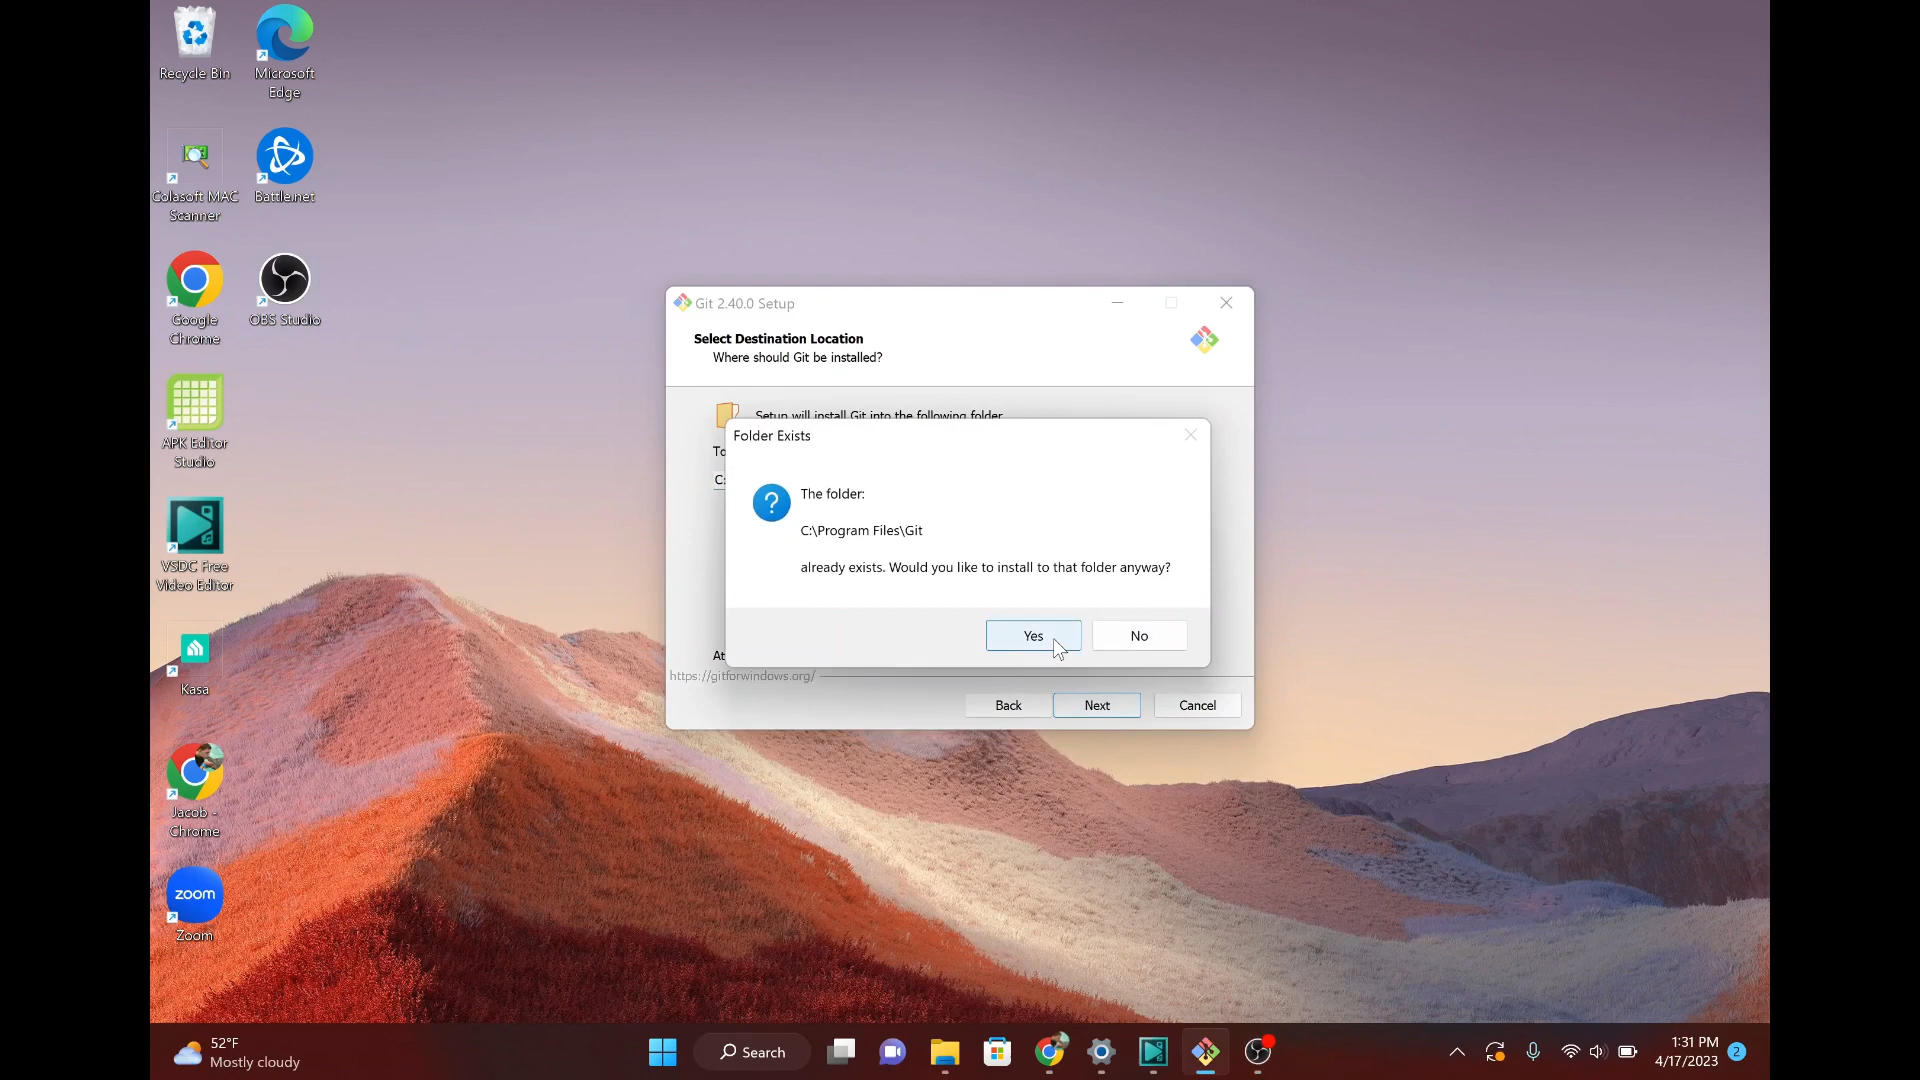 Recycle Bin
Microsoft
Edge
Colasoft MAC
Scanner
Battle.net
Google
Chrome
OBS Studio
APK Editor
Studio
VSDC Free
Video Editor
Kasa
Jacob -
Chrome
zoom
Zoom
Git 2.40.0 Setup
Select Destination Location
Where should Git be installed?
Setup will install Git into the following folder
To
C:
Folder Exists
The folder:
C:\Program Files\Git
already exists. Would you like to install to that folder anyway?
Yes
No
At
https://gitforwindows.org/
Back
Next
Cancel
52°F
Mostly cloudy
Search
1:31 PM
4/17/2023
2